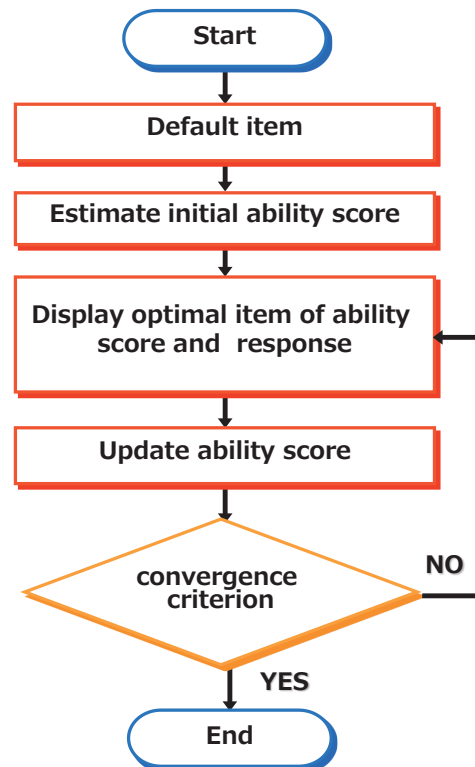 Start
Default item
Estimate initial ability score
Display optimal item of ability
score and response
Update ability score
convergence
criterion
NO
YES
End